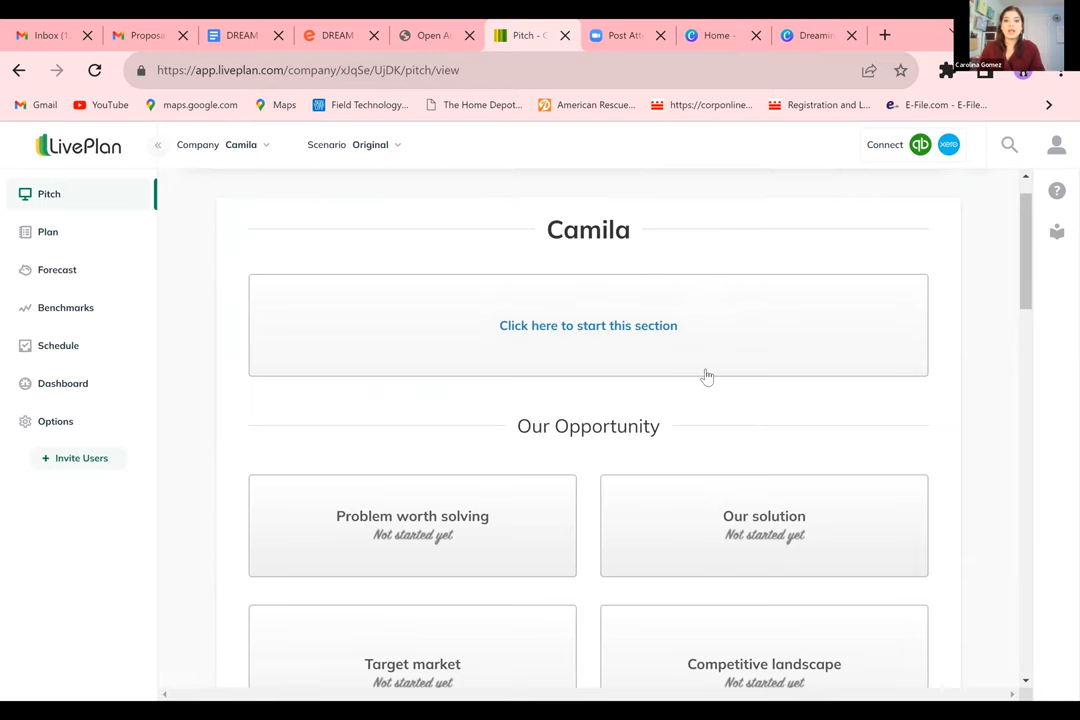 Inbox (1
Proposa
DREAM
DREAM
Open A
Pitch - C
Post Att
Home -
Dreamin
Carolina Gomez
https://app.liveplan.com/company/xJqSe/UjDK/pitch/view
Gmail
YouTube
maps.google.com
Maps
Field Technology...
The Home Depot...
American Rescue...
https://corponline...
Registration and L...
E-File.com - E-File...
LivePlan
Company Camila
Scenario Original
Connect qb xero
Pitch
Plan
Forecast
Benchmarks
Schedule
Dashboard
Options
+ Invite Users
Camila
Click here to start this section
Our Opportunity
Problem worth solving
Not started yet
Our solution
Not started yet
Target market
Not started yet
Competitive landscape
Not started yet